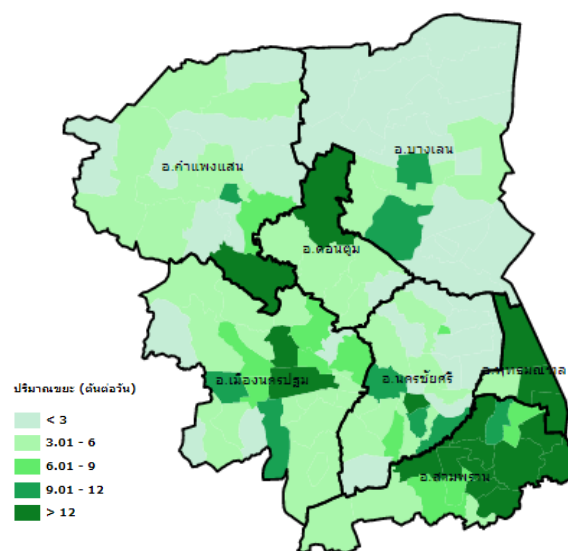 อ.บางเลน
อ.กำแพงแสน
อ.ดอนตูม
อ.พุทธมณฑล
อ.เมืองนครปฐม
อ.นครชัยศรี
อ.สามพราน
ปริมาณขยะ (ตันต่อวัน)
< 3
3.01 - 6
6.01 - 9
9.01 - 12
> 12